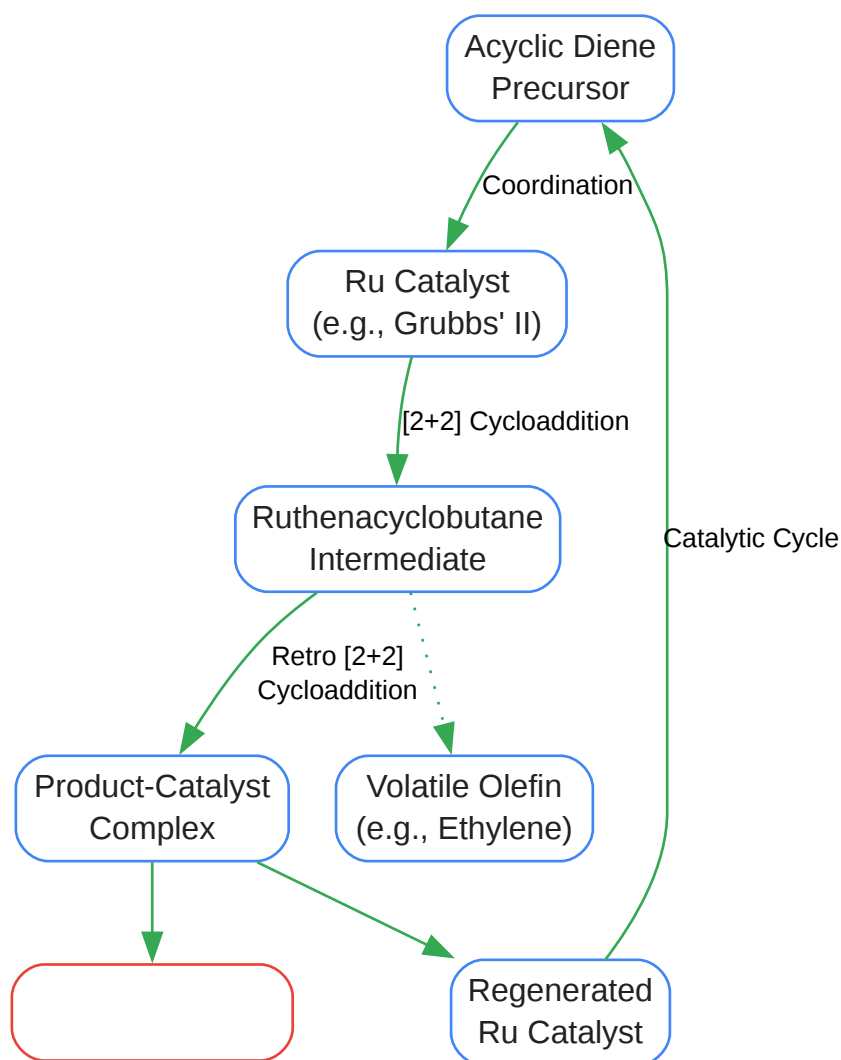 Acyclic Diene
Precursor
Coordination
Ru Catalyst
(e.g., Grubbs' II)
[2+2] Cycloaddition
Ruthenacyclobutane
Intermediate
Catalytic Cycle
Retro [2+2]
Cycloaddition
Product-Catalyst
Complex
Volatile Olefin
(e.g., Ethylene)
Regenerated
Ru Catalyst